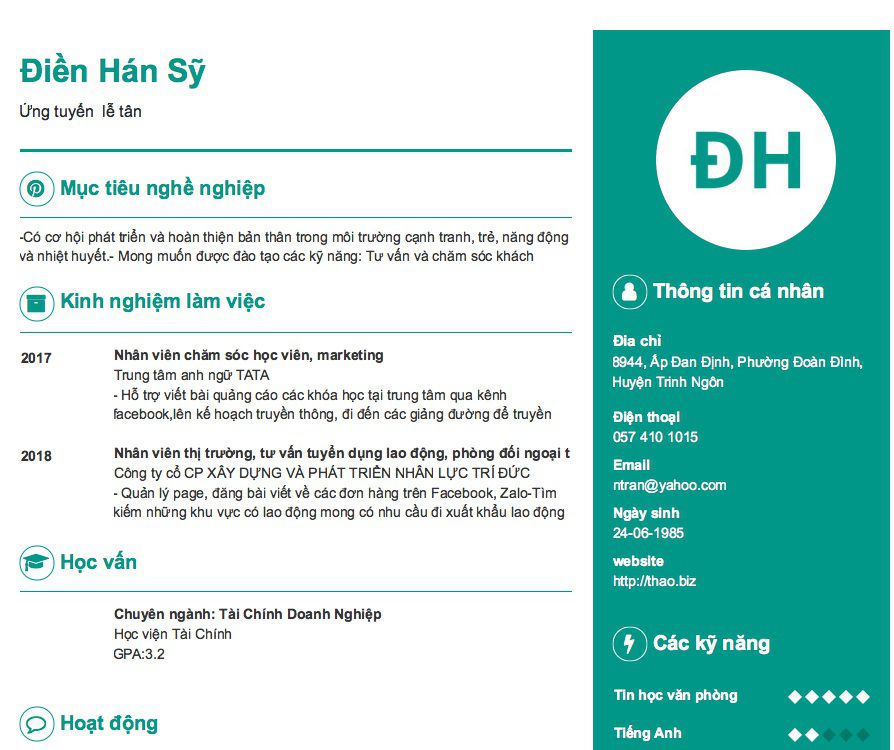 Điền Hán Sỹ
Ứng tuyến lễ tân
Mục tiêu nghề nghiệp
-Có cơ hội phát triển và hoàn thiện bản thân trong môi trường cạnh tranh, trẻ, năng động
và nhiệt huyết.- Mong muốn được đào tạo các kỹ năng: Tư vấn và chăm sóc khách
Kinh nghiệm làm việc
2017
Nhân viên chăm sóc học viên, marketing
Trung tâm anh ngữ TATA
- Hỗ trợ viết bài quảng cáo các khóa học tại trung tâm qua kênh
facebook,lên kế hoạch truyền thông, đi đến các giảng đường để truyền
2018
Nhân viên thị trường, tư vấn tuyển dụng lao động, phòng đối ngoại t
Công ty cổ CP XÂY DỰNG VÀ PHÁT TRIỂN NHÂN LỰC TRÍ ĐỨC
- Quản lý page, đăng bài viết về các đơn hàng trên Facebook, Zalo-Tìm
kiếm những khu vực có lao động mong có nhu cầu đi xuất khẩu lao động
Học vấn
Chuyên ngành: Tài Chính Doanh Nghiệp
Học viện Tài Chính
GPA:3.2
Hoạt động
ĐH
Thông tin cá nhân
Đia chỉ
8944, Ấp Đan Định, Phường Đoàn Đình,
Huyện Trinh Ngôn
Điện thoại
057 410 1015
Email
ntran@yahoo.com
Ngày sinh
24-06-1985
website
http://thao.biz
Các kỹ năng
Tin học văn phòng
Tiếng Anh